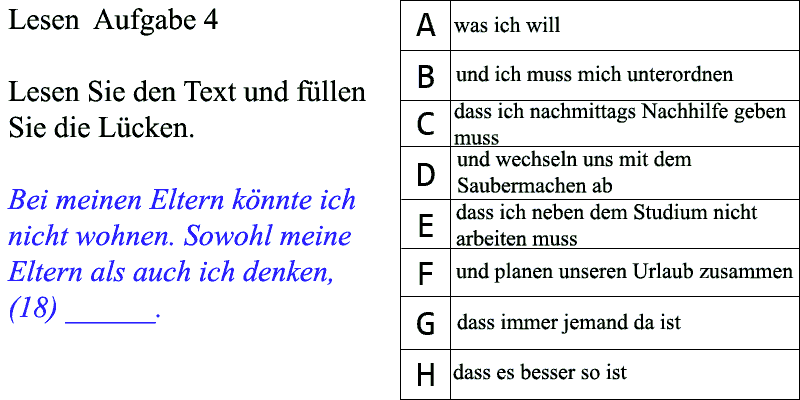 Lesen Aufgabe 4
Lesen Sie den Text und füllen
Sie die Lücken.
Bei meinen Eltern könnte ich
nicht wohnen. Sowohl meine
Eltern als auch ich denken,
(18) ______.
A was ich will
B und ich muss mich unterordnen
C dass ich nachmittags Nachhilfe geben
muss
D und wechseln uns mit dem
Saubermachen ab
E dass ich neben dem Studium nicht
arbeiten muss
F und planen unseren Urlaub zusammen
G dass immer jemand da ist
H dass es besser so ist